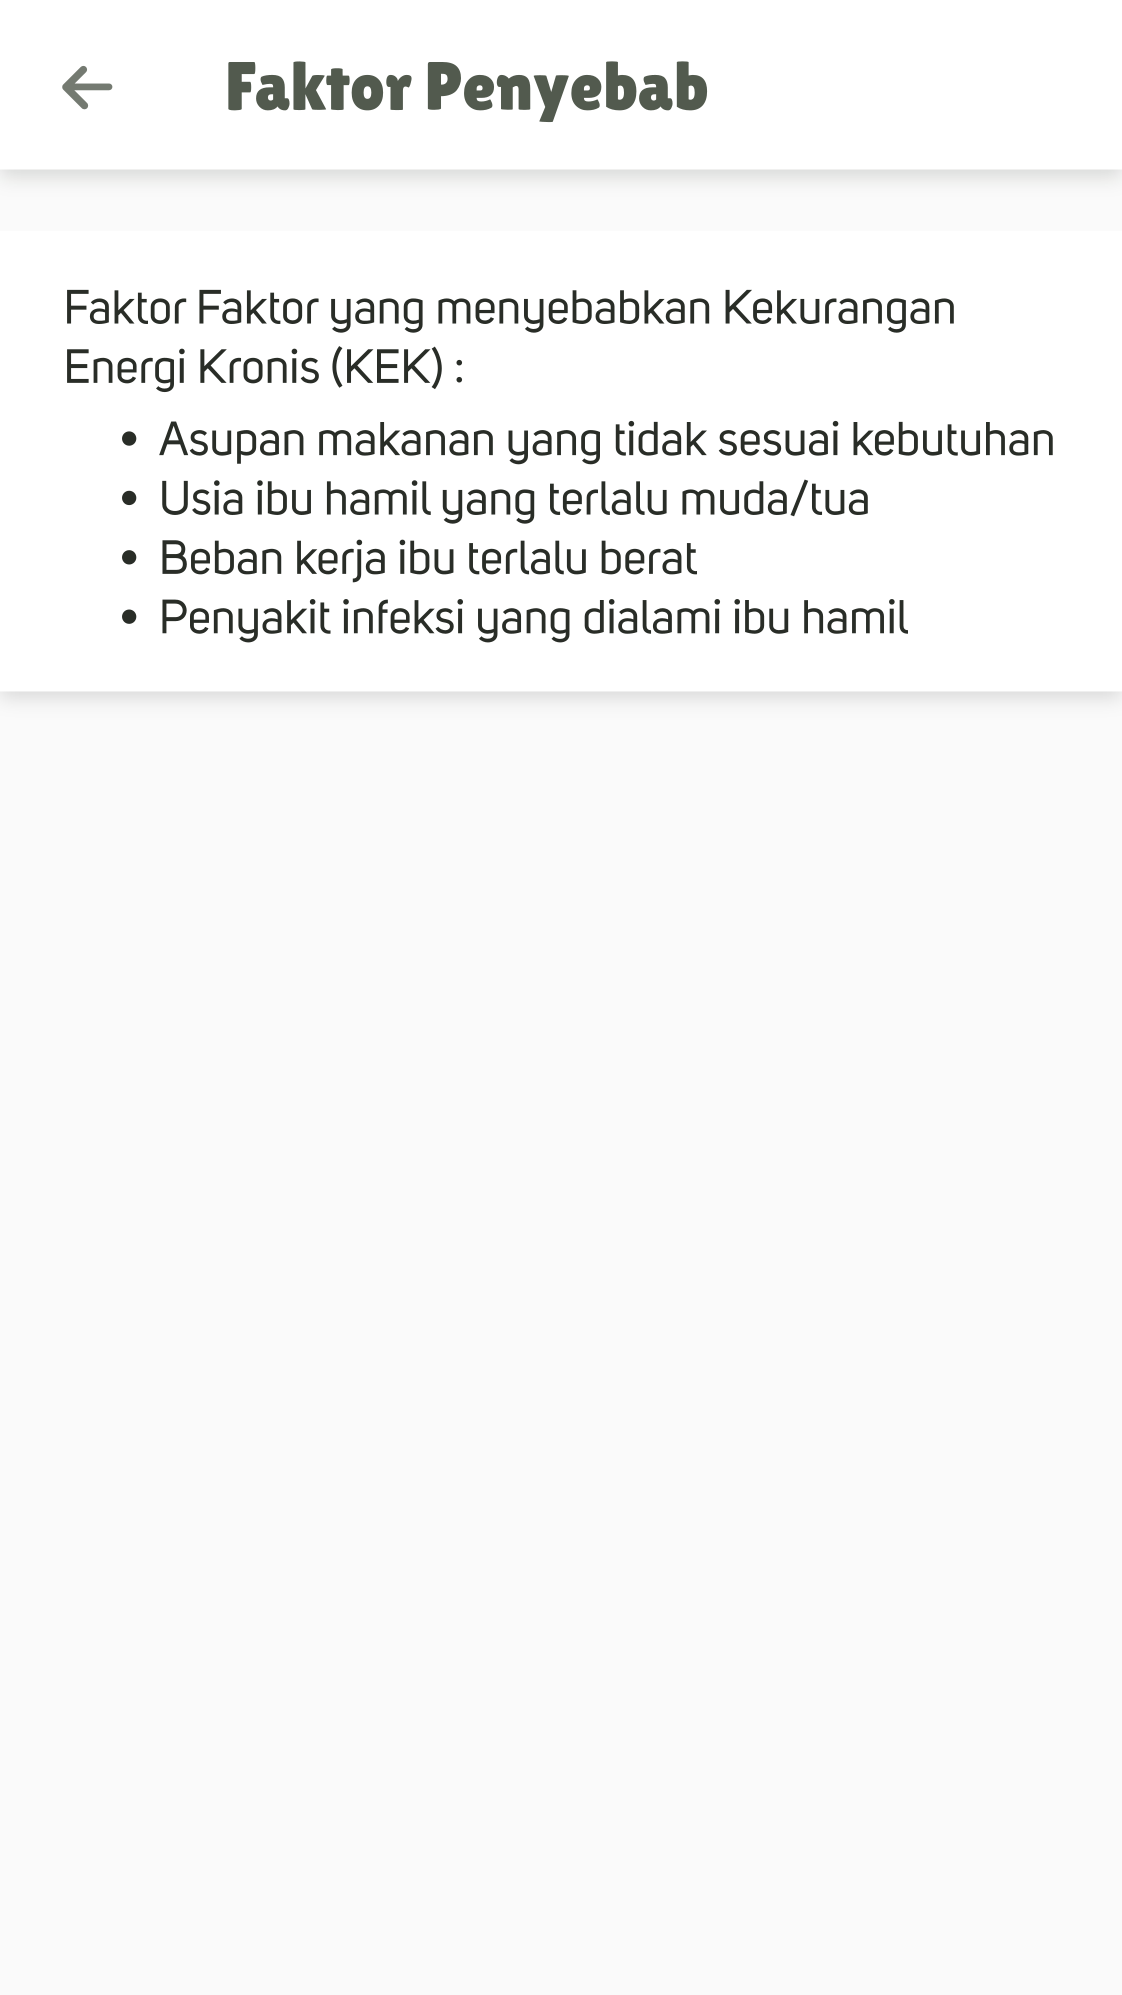 Faktor Penyebab
Faktor Faktor yang menyebabkan Kekurangan
Energi Kronis (KEK) :
• Asupan makanan yang tidak sesuai kebutuhan
• Usia ibu hamil yang terlalu muda/tua
• Beban kerja ibu terlalu berat
• Penyakit infeksi yang dialami ibu hamil